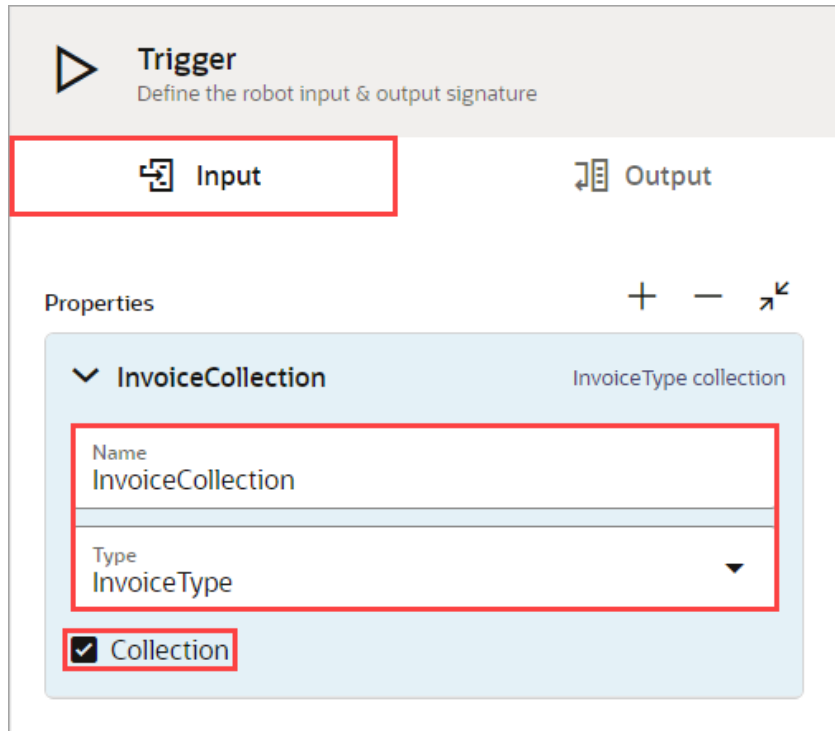 Trigger
Define the robot input & output signature
Input
Output
Properties
InvoiceCollection
InvoiceType collection
Name
InvoiceCollection
Type
InvoiceType
Collection